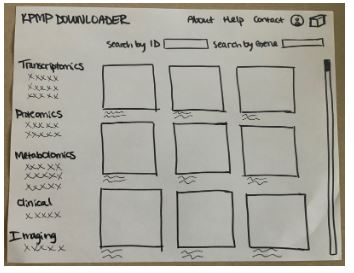 KPMP DOWNLOADER
About Help Contact
Search by ID
Search by Gene
Transcriptomics
xxxxx
xxxxx
xxxxx
Proteomics
xxxxx
xxxxx
Metabolomics
xxxxx
xxxxx
xxxxx
Clinical
xxxxx
Imaging
xxxxx